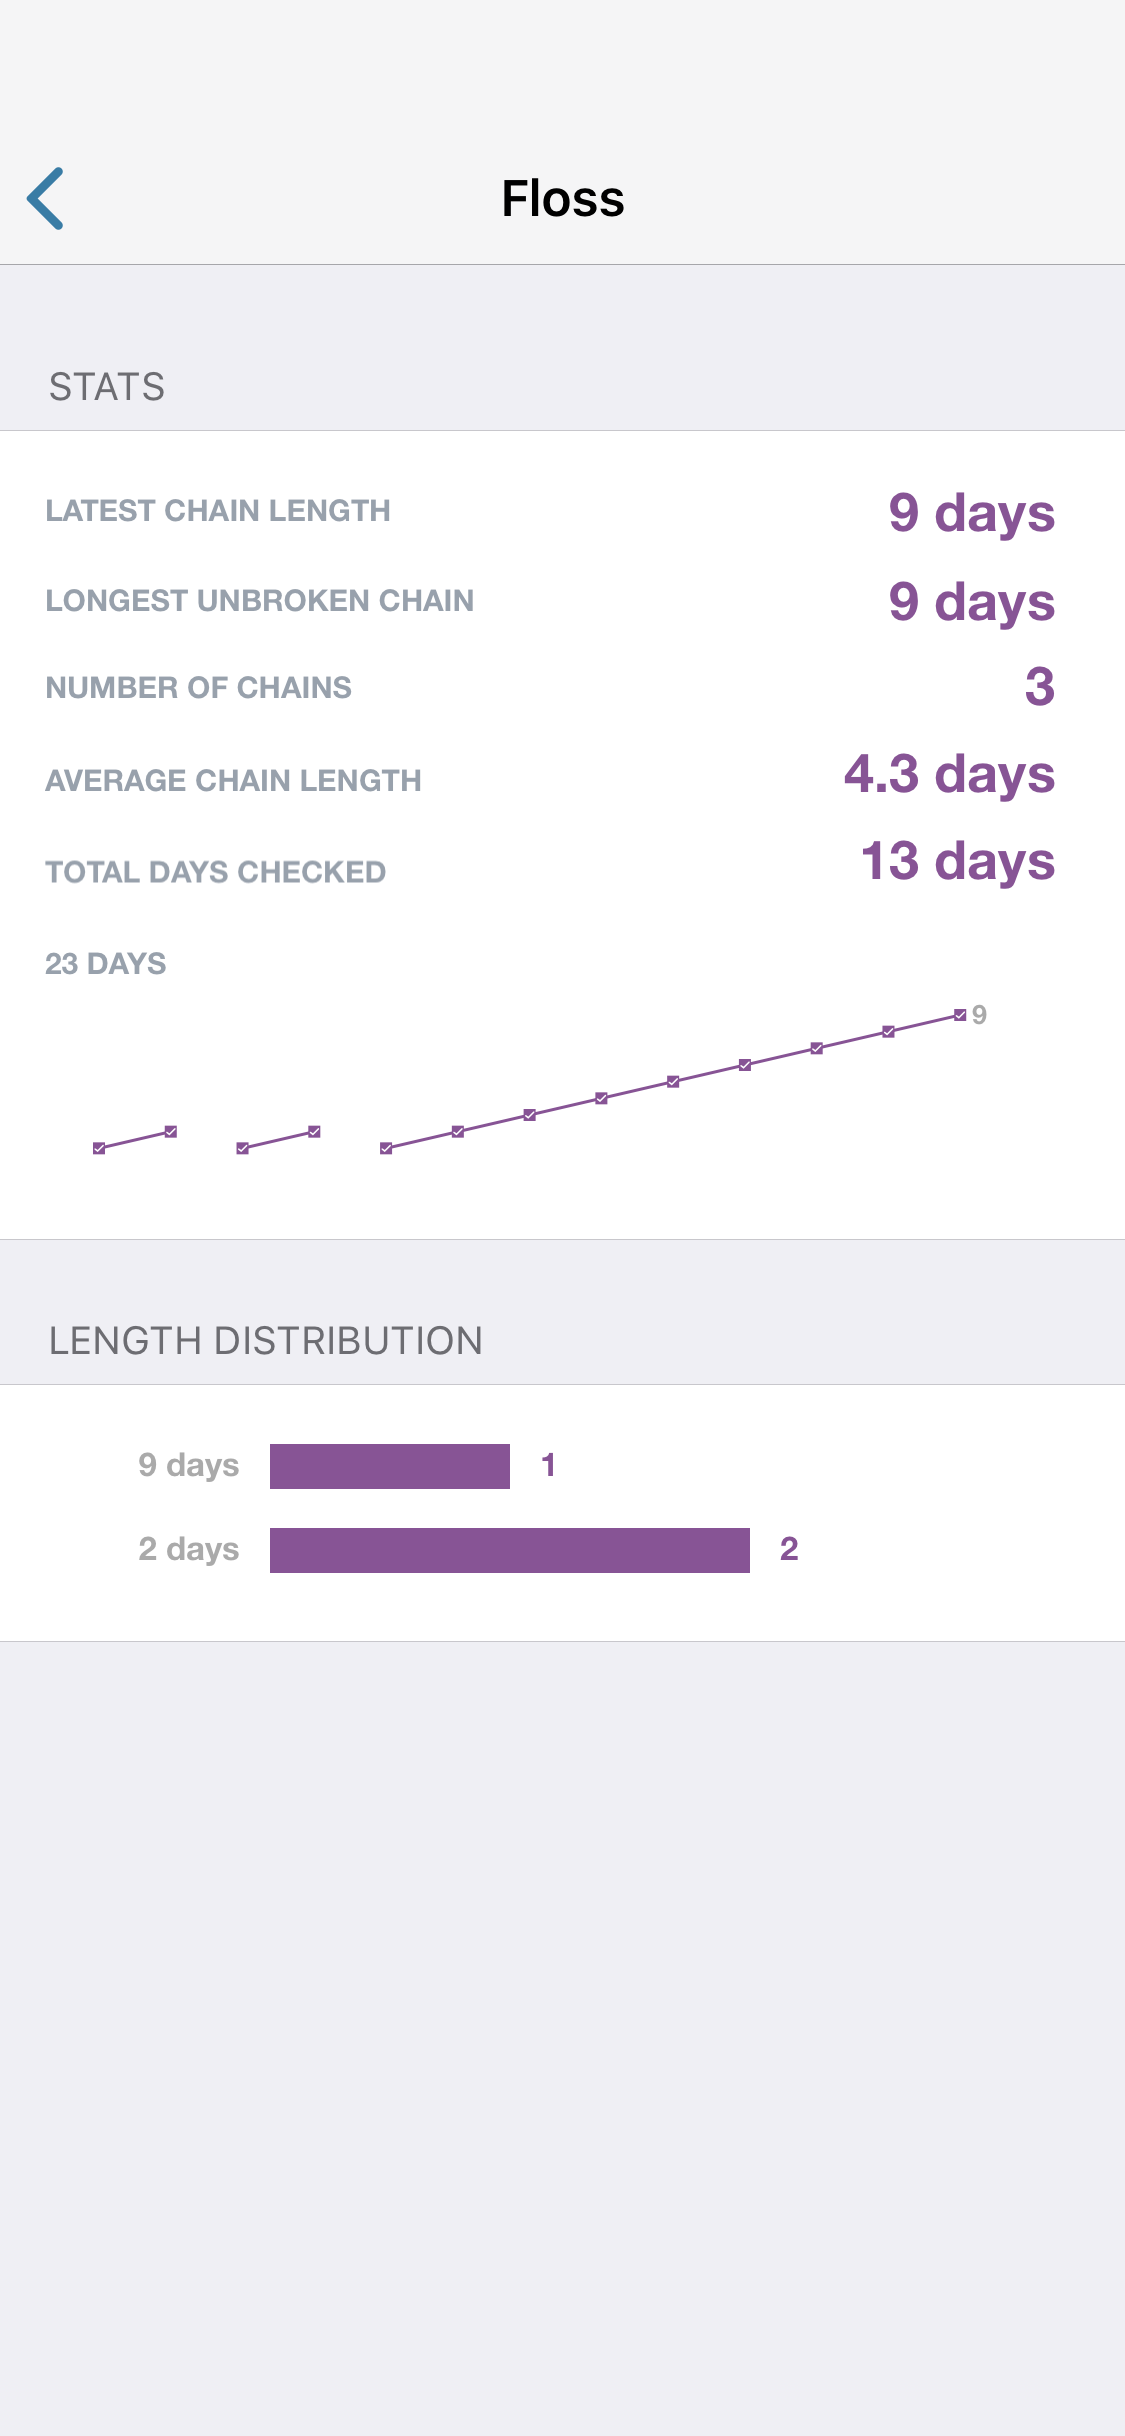 Floss
STATS
LATEST CHAIN LENGTH 9 days
LONGEST UNBROKEN CHAIN 9 days
NUMBER OF CHAINS 3
AVERAGE CHAIN LENGTH 4.3 days
TOTAL DAYS CHECKED 13 days
23 DAYS
9
LENGTH DISTRIBUTION
9 days 1
2 days 2